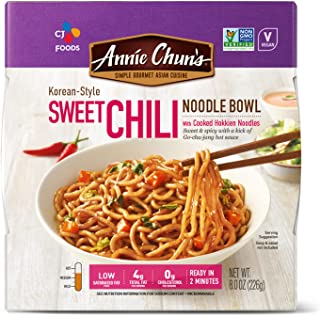 CJ
FOODS
Annie Chun's
SIMPLE GOURMET ASIAN CUISINE
NON GMO
VERIFIED
VEGAN
Korean-Style
SWEET CHILI
NOODLE BOWL
with Cooked Hokkien Noodles
Sweet & spicy with a kick of
Go-chu-jang hot sauce
Serving
Suggestion
LOW
SATURATED FAT
4g
TOTAL FAT
0g
CHOLESTEROL
READY IN
2 MINUTES
NET WT.
8.0 OZ (226g)